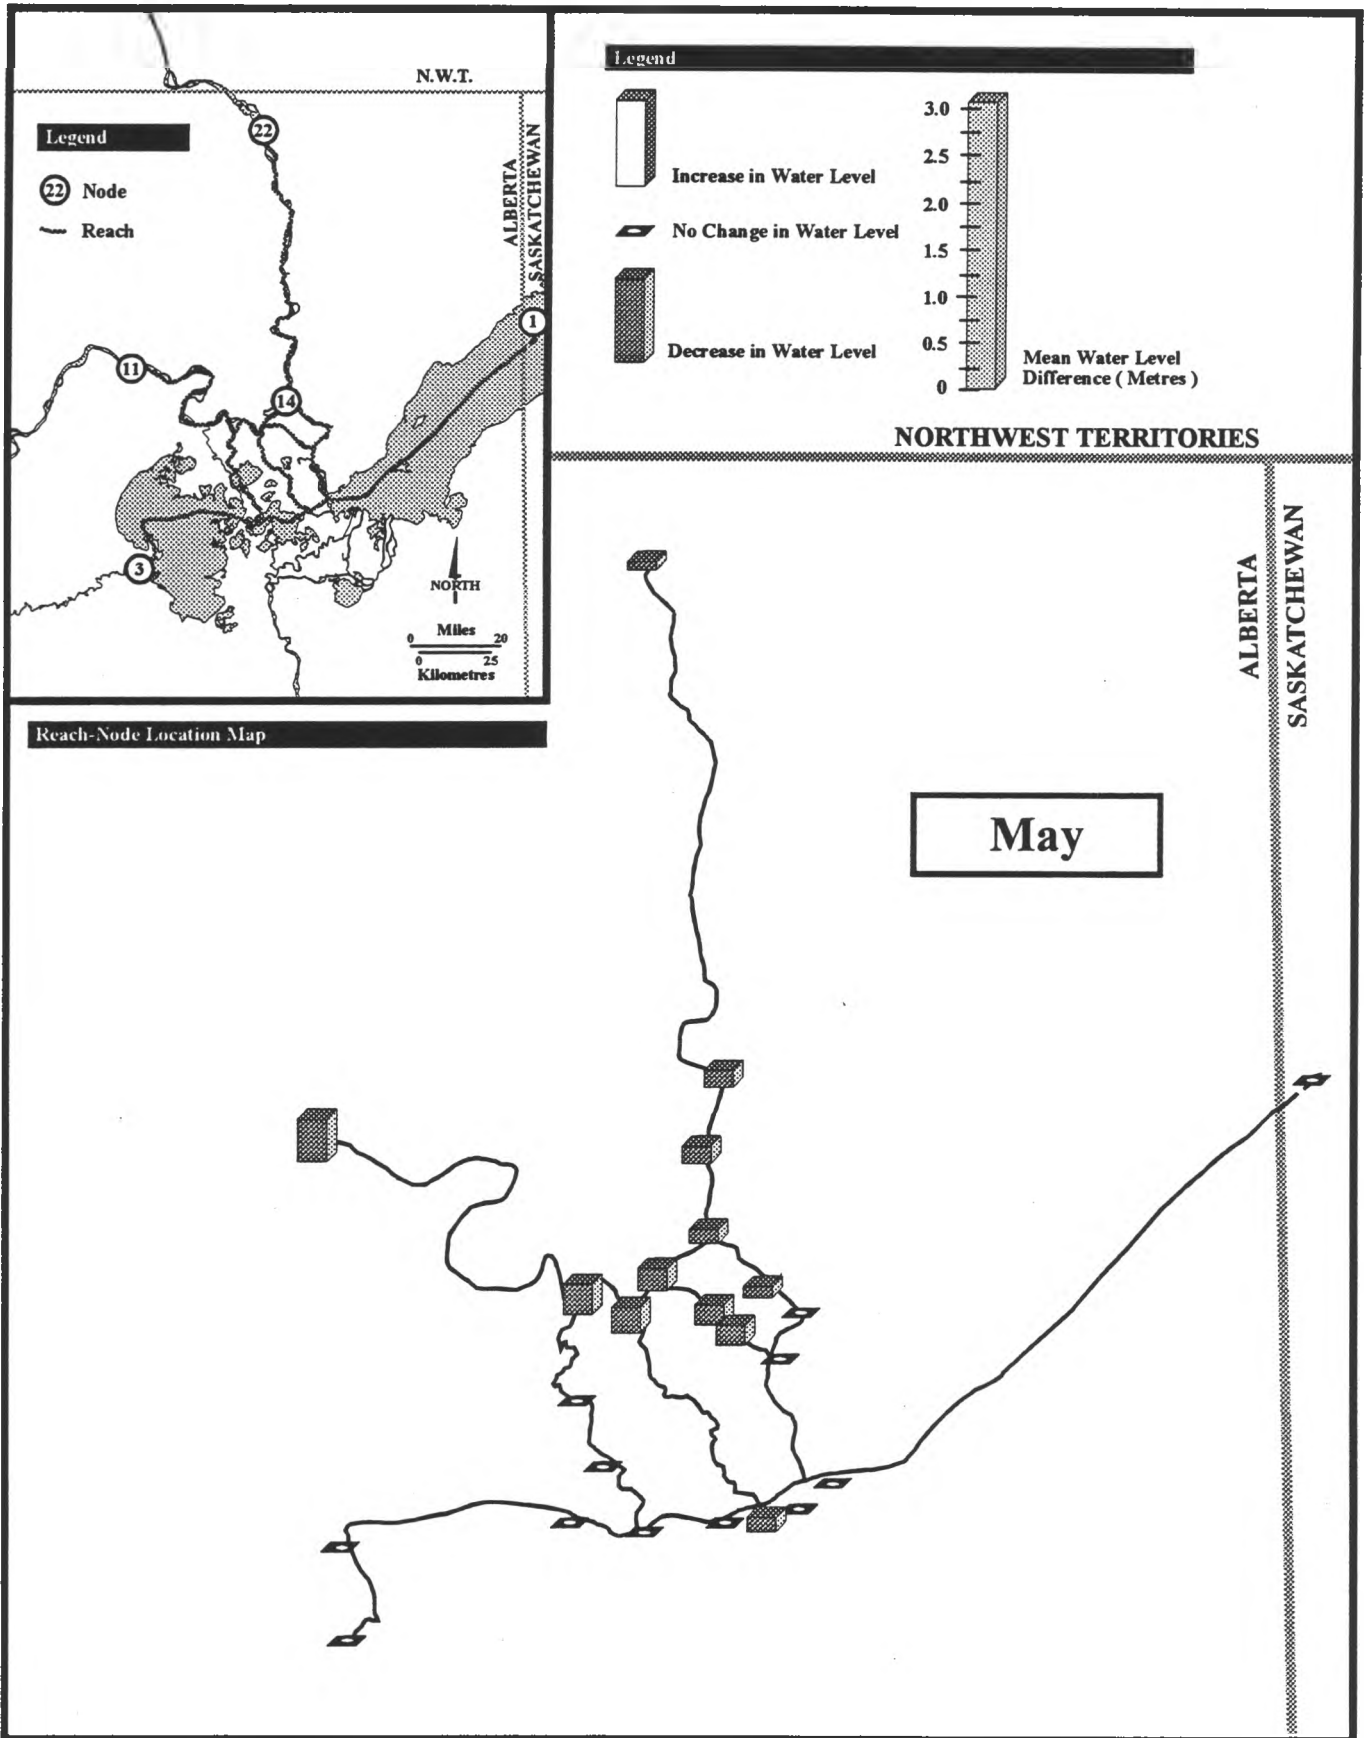 N.W.T.
Legend
22 Node
Reach
22
ALBERTA
SASKATCHEWAN
1
11
14
3
NORTH
Miles
0 20
0 25
Kilometres
Reach-Node Location Map
Legend
Increase in Water Level
No Change in Water Level
Decrease in Water Level
3.0
2.5
2.0
1.5
1.0
0.5
0
Mean Water Level
Difference ( Metres )
NORTHWEST TERRITORIES
ALBERTA
SASKATCHEWAN
May